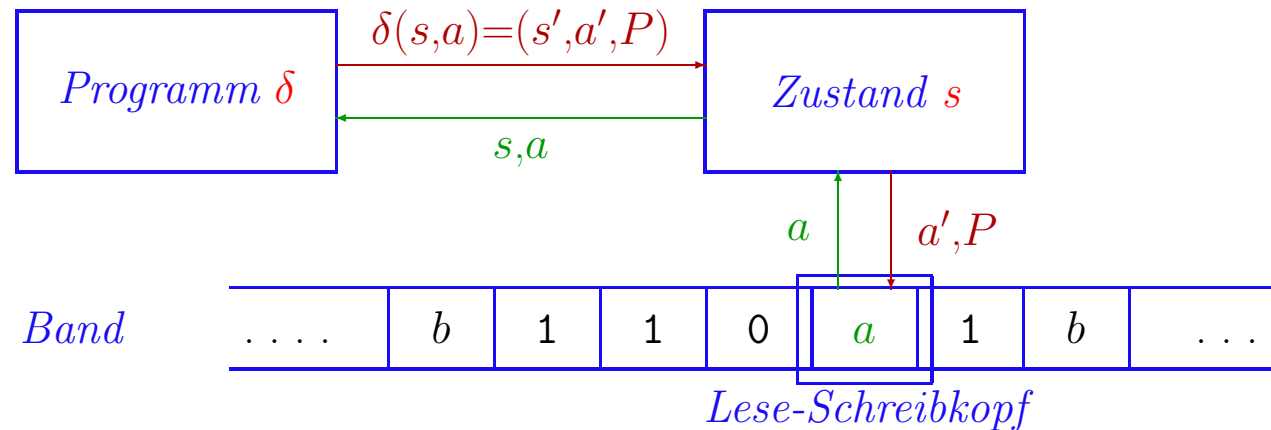 δ(s,a)=(s′,a′,P)
Programm δ
Zustand s
s,a
a
a′,P
Band . . . . b 1 1 0 a 1 b . . .
Lese-Schreibkopf